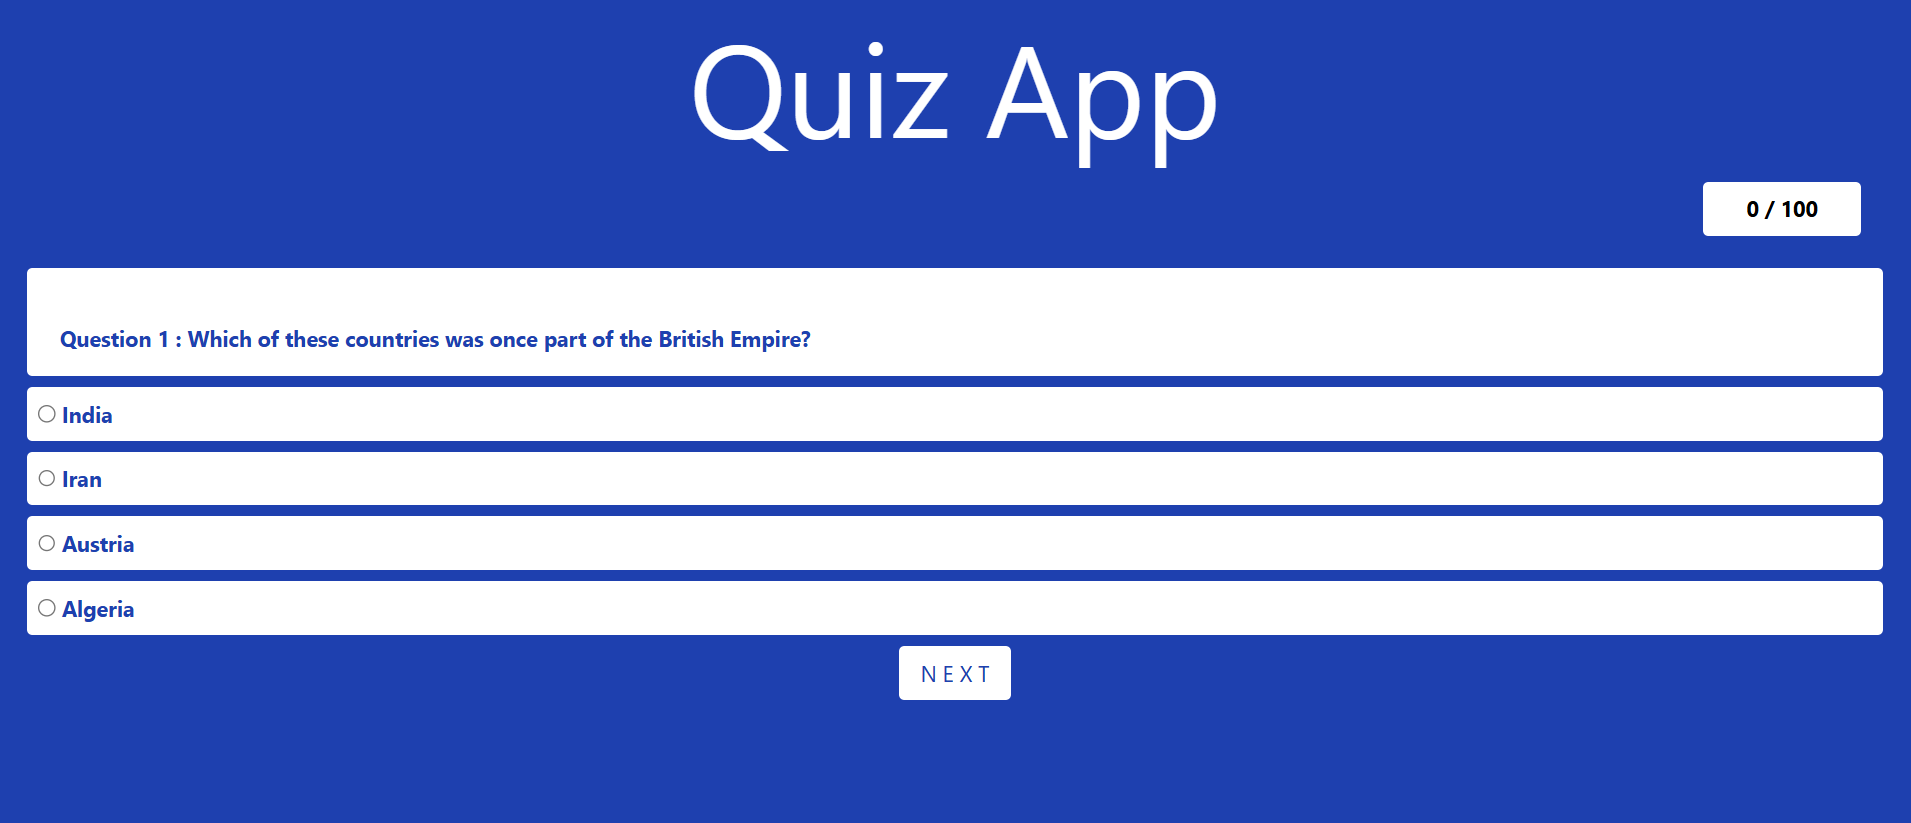 Quiz App
0 / 100
Question 1 : Which of these countries was once part of the British Empire?
India
Iran
Austria
Algeria
NEXT